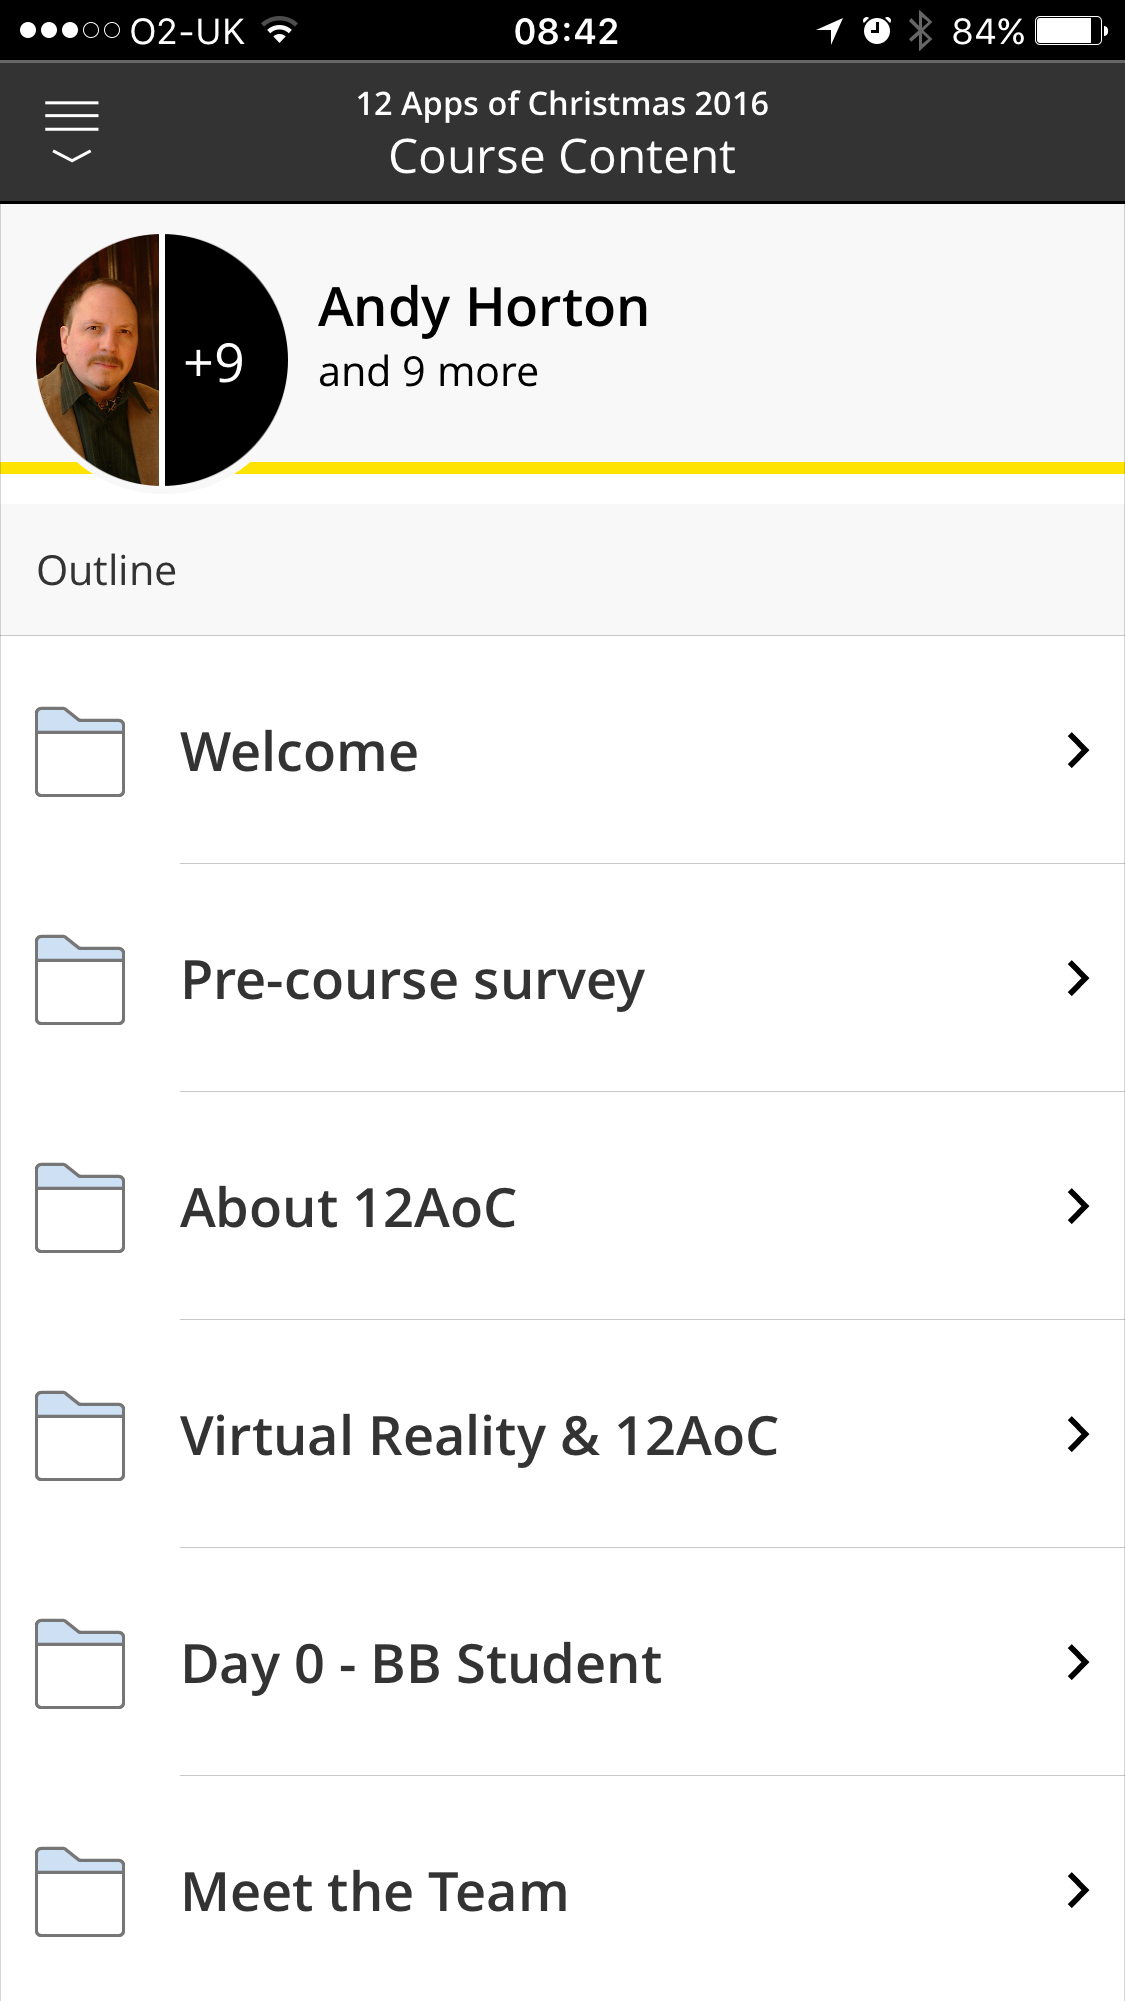 O2-UK 08:42 84%
12 Apps of Christmas 2016
Course Content
+9
Andy Horton
and 9 more
Outline
Welcome
Pre-course survey
About 12AoC
Virtual Reality & 12AoC
Day 0 - BB Student
Meet the Team